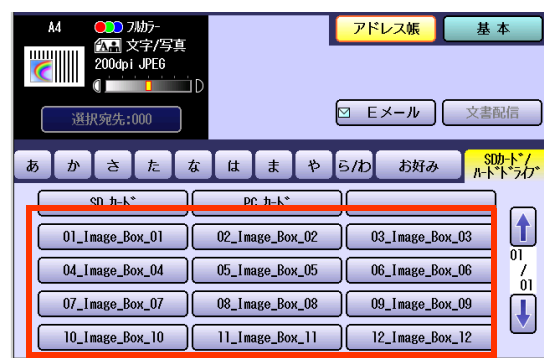 A4 フルカラー
文字/写真
200dpi JPEG
選択宛先:000
アドレス帳 基本
Eメール 文書配信
あ か さ た な は ま や ら/わ お好み SDカード/ハードドライブ
SD カード PC カード
01_Image_Box_01 02_Image_Box_02 03_Image_Box_03
04_Image_Box_04 05_Image_Box_05 06_Image_Box_06
07_Image_Box_07 08_Image_Box_08 09_Image_Box_09
10_Image_Box_10 11_Image_Box_11 12_Image_Box_12
01
/
01